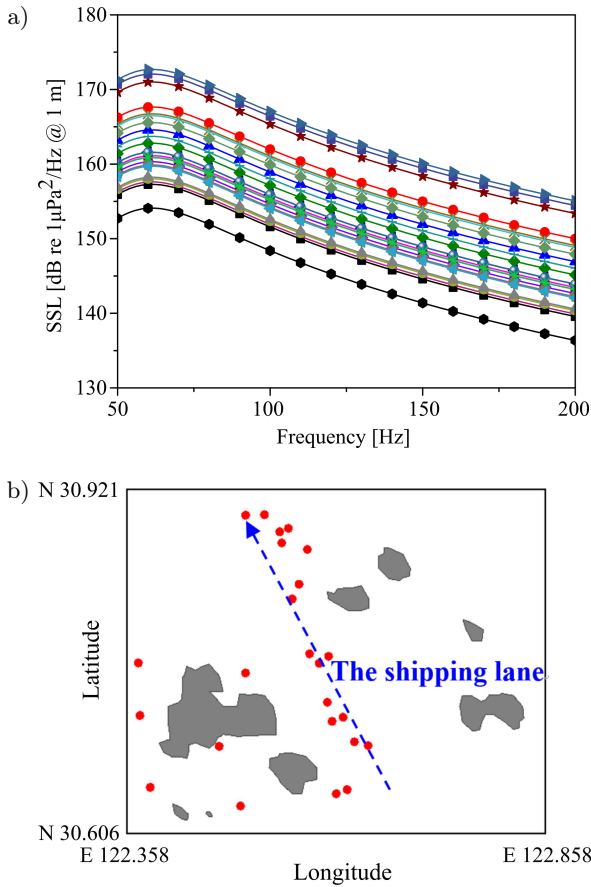 a)
180
170
160
150
140
130
SSL [dB re 1μPa²/Hz @ 1 m]
50
100
150
200
Frequency [Hz]
b)
N 30.921
Latitude
The shipping lane
N 30.606
E 122.358
E 122.858
Longitude